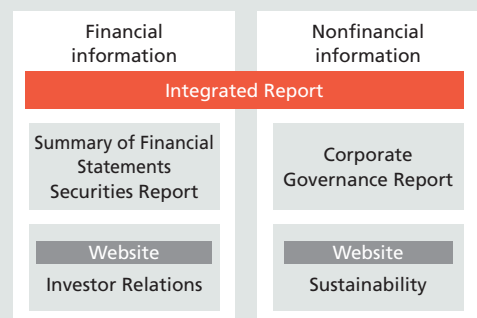 Financial
information
Nonfinancial
information
Integrated Report
Summary of Financial
Statements
Securities Report
Corporate
Governance Report
Website
Investor Relations
Website
Sustainability